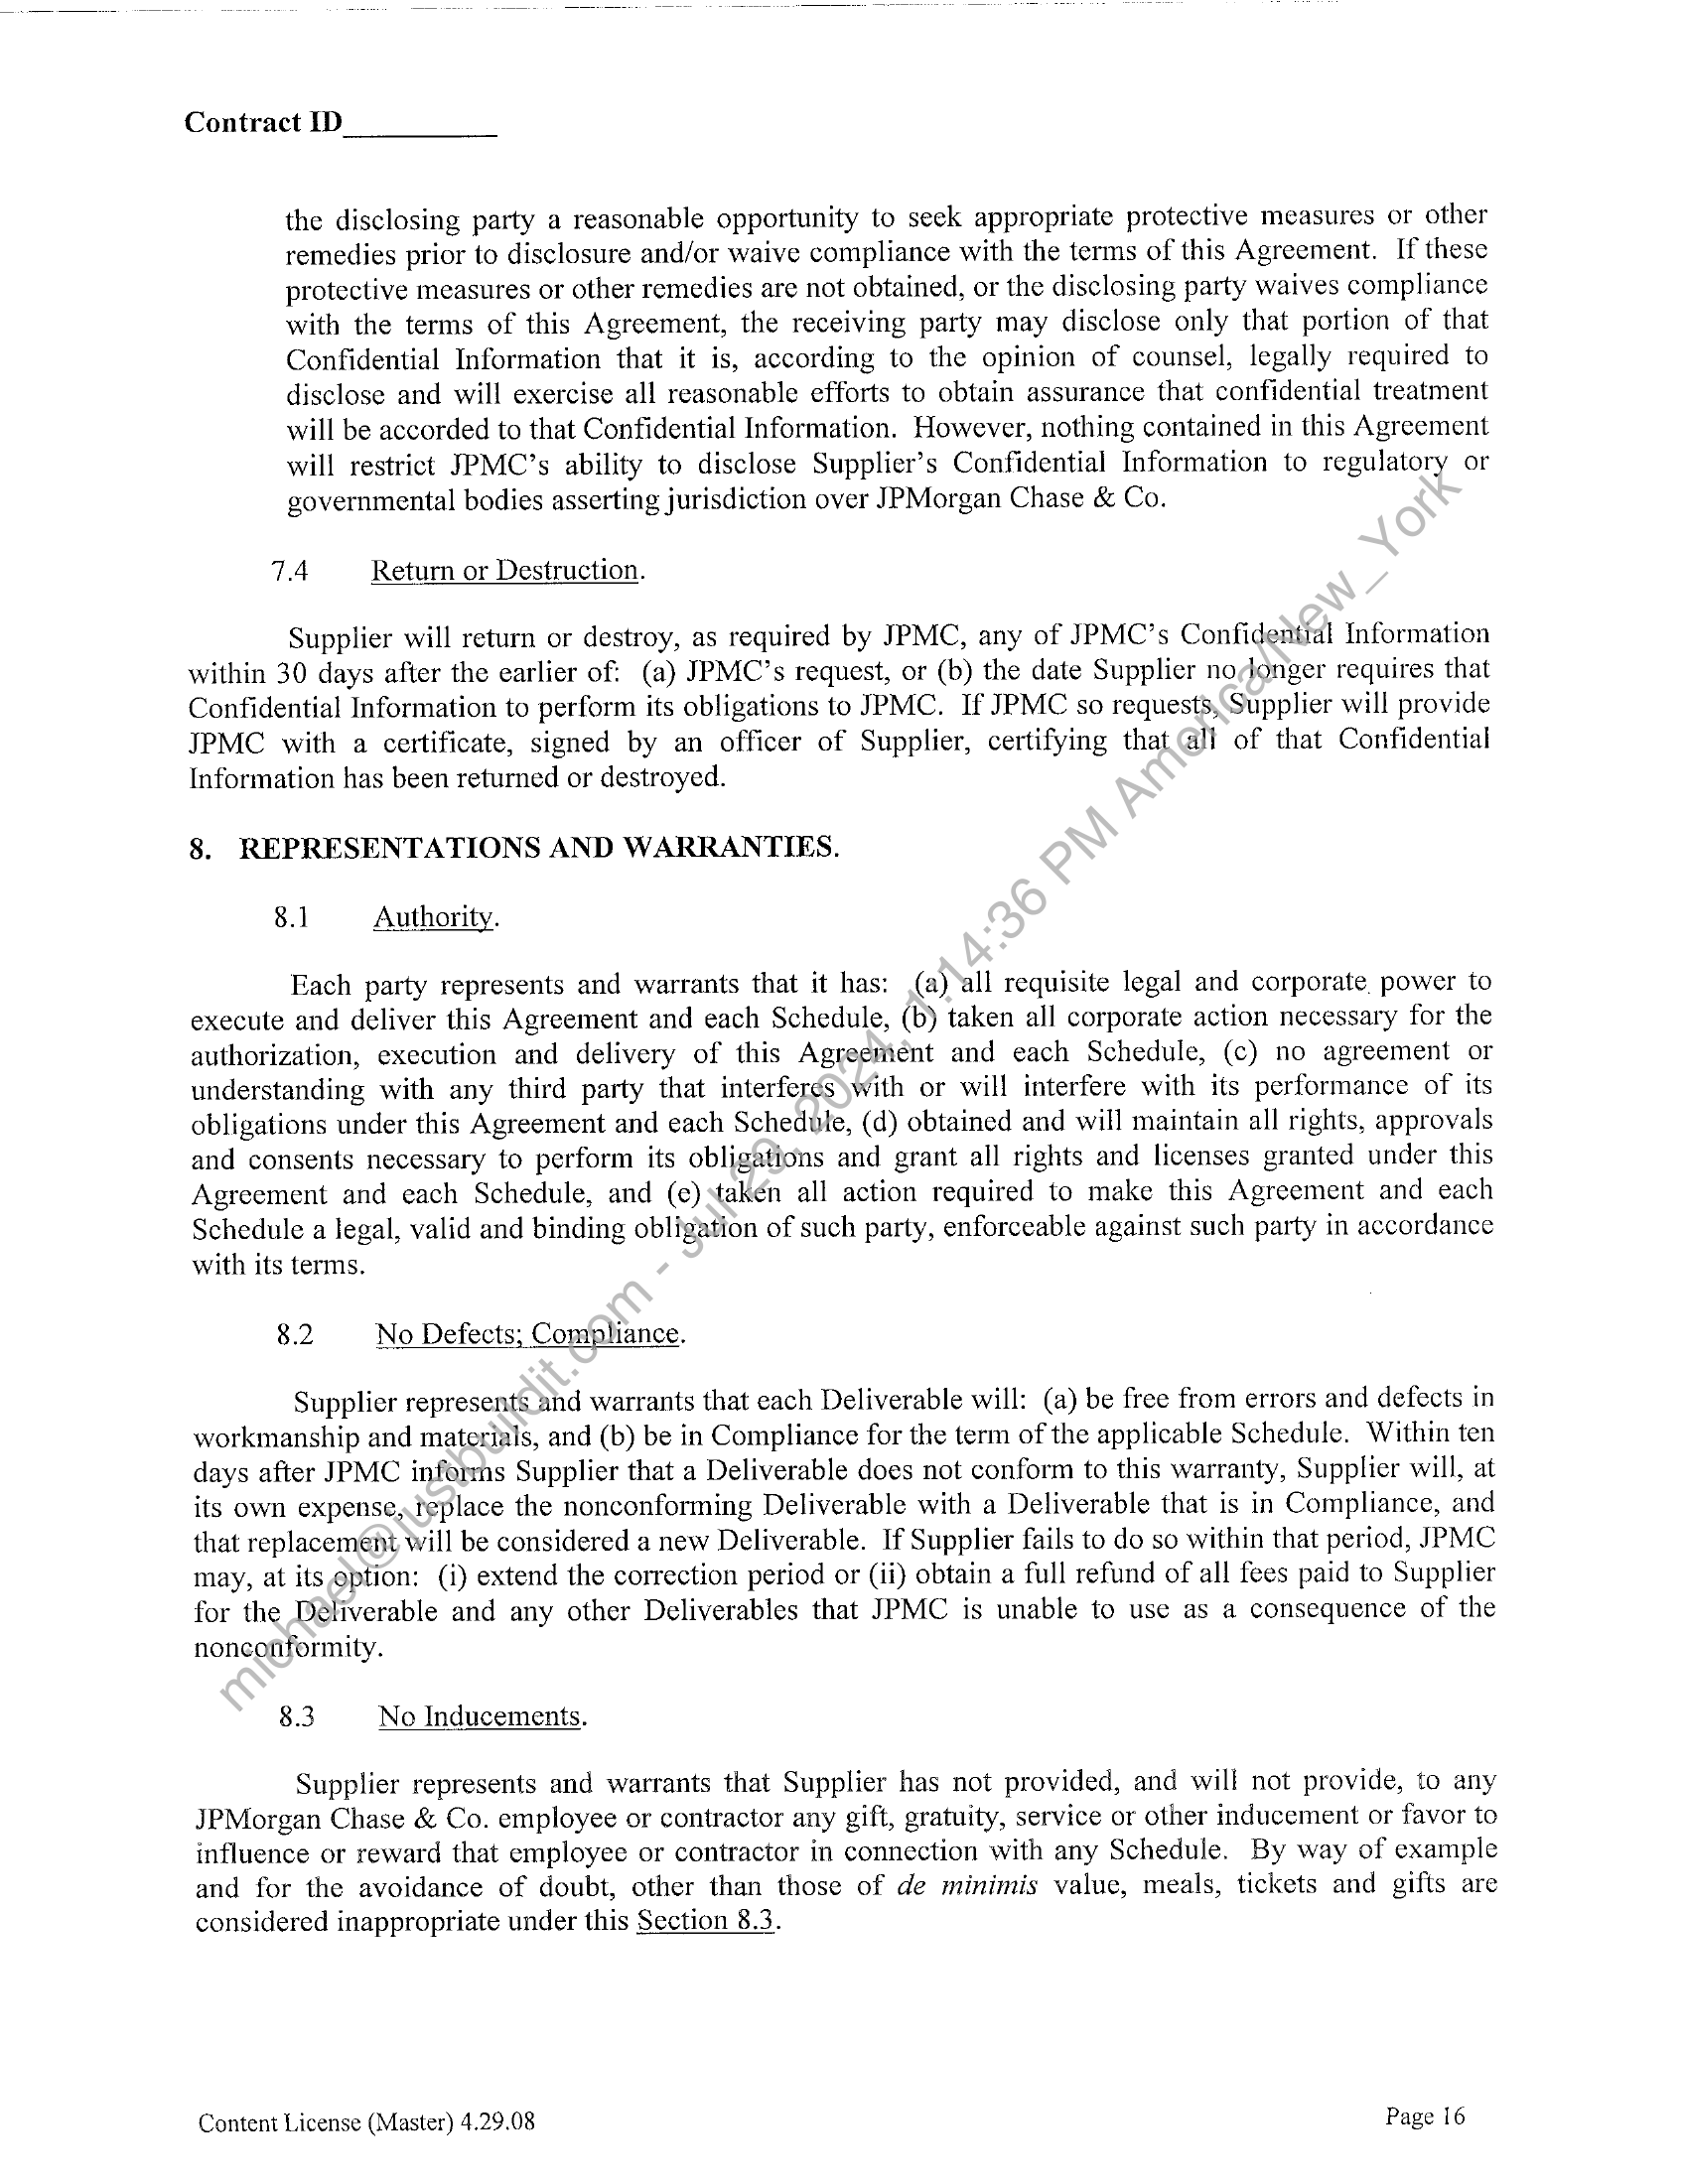 Contract ID__________
the disclosing party a reasonable opportunity to seek appropriate protective measures or other
remedies prior to disclosure and/or waive compliance with the terms of this Agreement. If these
protective measures or other remedies are not obtained, or the disclosing party waives compliance
with the terms of this Agreement, the receiving party may disclose only that portion of that
Confidential Information that it is, according to the opinion of counsel, legally required to
disclose and will exercise all reasonable efforts to obtain assurance that confidential treatment
will be accorded to that Confidential Information. However, nothing contained in this Agreement
will restrict JPMC's ability to disclose Supplier's Confidential Information to regulatory or
governmental bodies asserting jurisdiction over JPMorgan Chase & Co.
7.4 Return or Destruction.
Supplier will return or destroy, as required by JPMC, any of JPMC's Confidential Information
within 30 days after the earlier of: (a) JPMC's request, or (b) the date Supplier no longer requires that
Confidential Information to perform its obligations to JPMC. If JPMC so requests, Supplier will provide
JPMC with a certificate, signed by an officer of Supplier, certifying that all of that Confidential
Information has been returned or destroyed.
8. REPRESENTATIONS AND WARRANTIES.
8.1 Authority.
Each party represents and warrants that it has: (a) all requisite legal and corporate power to
execute and deliver this Agreement and each Schedule, (b) taken all corporate action necessary for the
authorization, execution and delivery of this Agreement and each Schedule, (c) no agreement or
understanding with any third party that interferes with or will interfere with its performance of its
obligations under this Agreement and each Schedule, (d) obtained and will maintain all rights, approvals
and consents necessary to perform its obligations and grant all rights and licenses granted under this
Agreement and each Schedule, and (e) taken all action required to make this Agreement and each
Schedule a legal, valid and binding obligation of such party, enforceable against such party in accordance
with its terms.
8.2 No Defects; Compliance.
Supplier represents and warrants that each Deliverable will: (a) be free from errors and defects in
workmanship and materials, and (b) be in Compliance for the term of the applicable Schedule. Within ten
days after JPMC informs Supplier that a Deliverable does not conform to this warranty, Supplier will, at
its own expense, replace the nonconforming Deliverable with a Deliverable that is in Compliance, and
that replacement will be considered a new Deliverable. If Supplier fails to do so within that period, JPMC
may, at its option: (i) extend the correction period or (ii) obtain a full refund of all fees paid to Supplier
for the Deliverable and any other Deliverables that JPMC is unable to use as a consequence of the
nonconformity.
8.3 No Inducements.
Supplier represents and warrants that Supplier has not provided, and will not provide, to any
JPMorgan Chase & Co. employee or contractor any gift, gratuity, service or other inducement or favor to
influence or reward that employee or contractor in connection with any Schedule. By way of example
and for the avoidance of doubt, other than those of de minimis value, meals, tickets and gifts are
considered inappropriate under this Section 8.3.
Content License (Master) 4.29.08 Page 16
michael@justbuildit.com - Jul 29, 2024, 1:14:36 PM America/New_York